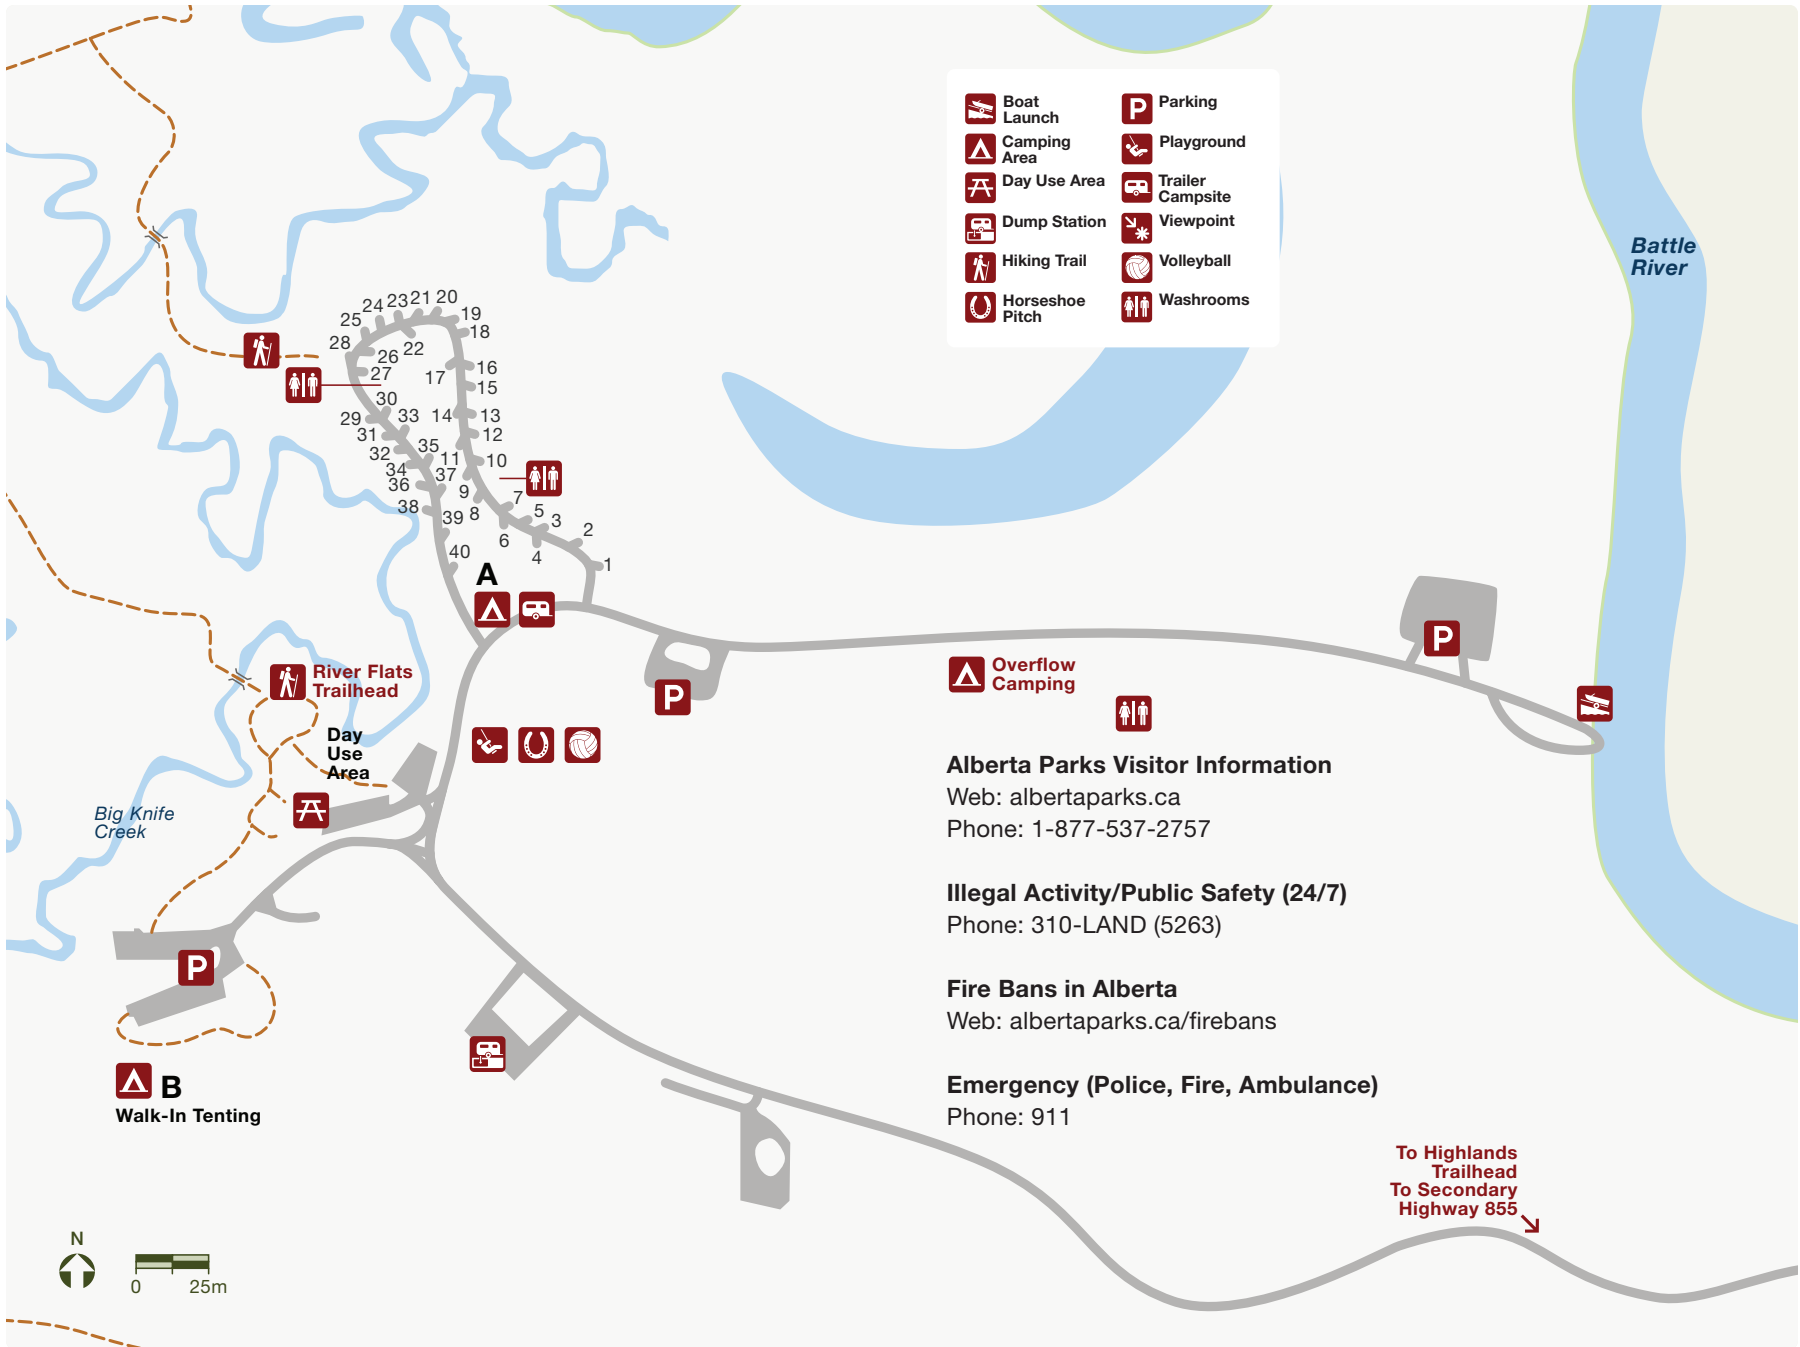 Boat
Launch
Camping
Area
Day Use Area
Dump Station
Hiking Trail
Horseshoe
Pitch
P
Parking
Playground
Trailer
Campsite
Viewpoint
Volleyball
Washrooms
Battle
River
20
21
23
24
19
25
18
28
22
26
16
27
17
15
30
29
33
14
13
31
12
35
32
11
10
34
37
36
9
7
38
39
8
5
3
2
6
40
4
1
A
P
P
Overflow
Camping
River Flats
Trailhead
Day
Use
Area
Big Knife
Creek
P
B
Walk-In Tenting
Alberta Parks Visitor Information
Web: albertaparks.ca
Phone: 1-877-537-2757
Illegal Activity/Public Safety (24/7)
Phone: 310-LAND (5263)
Fire Bans in Alberta
Web: albertaparks.ca/firebans
Emergency (Police, Fire, Ambulance)
Phone: 911
To Highlands
Trailhead
To Secondary
Highway 855
N
0 25m